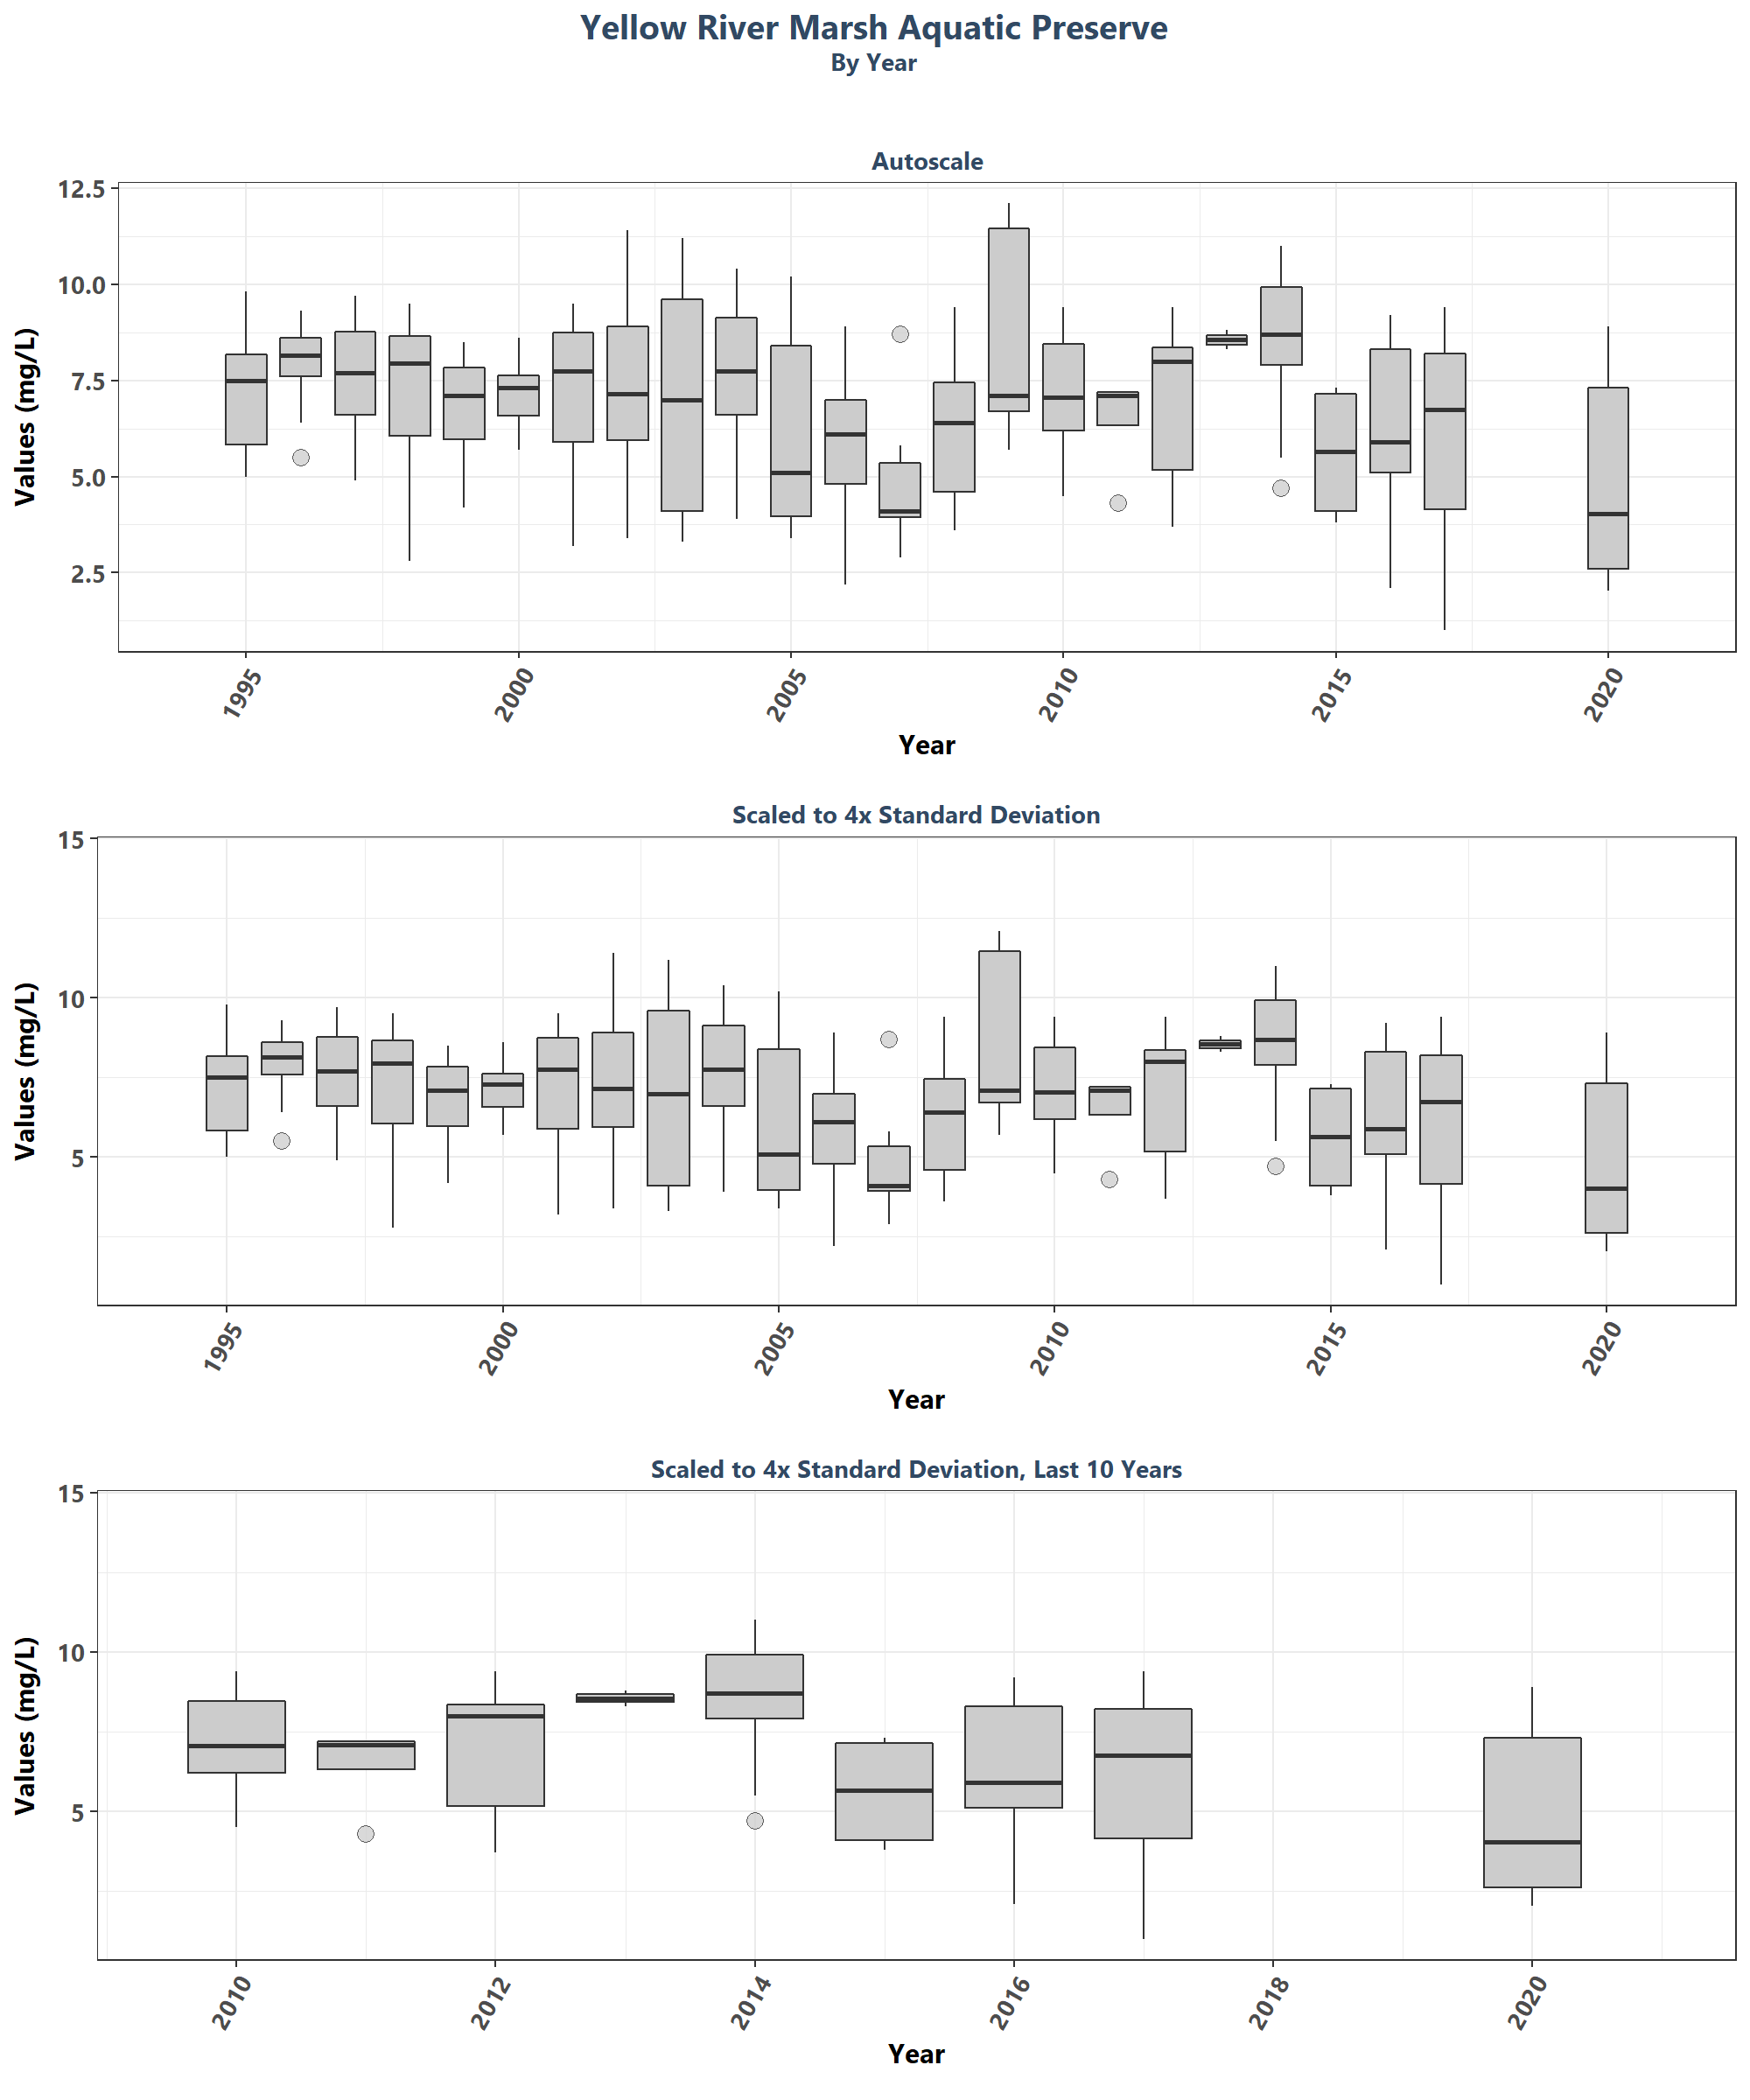 Yellow River Marsh Aquatic Preserve
By Year
Autoscale
Values (mg/L)
12.5
10.0
7.5
5.0
2.5
1995 2000 2005 2010 2015 2020
Year
Scaled to 4x Standard Deviation
Values (mg/L)
15
10
5
1995 2000 2005 2010 2015 2020
Year
Scaled to 4x Standard Deviation, Last 10 Years
Values (mg/L)
15
10
5
2010 2012 2014 2016 2018 2020
Year